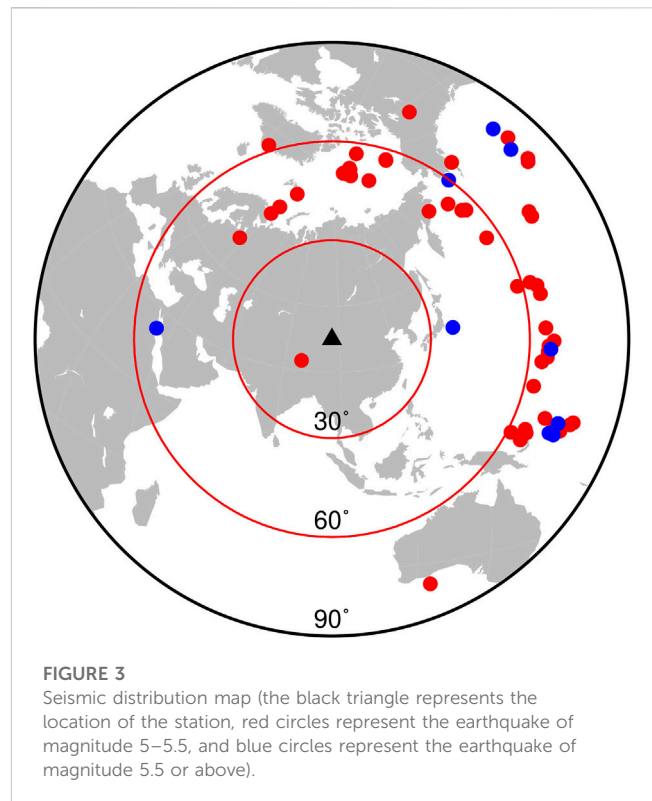 30°
60°
90°
FIGURE 3
Seismic distribution map (the black triangle represents the
location of the station, red circles represent the earthquake of
magnitude 5–5.5, and blue circles represent the earthquake of
magnitude 5.5 or above).